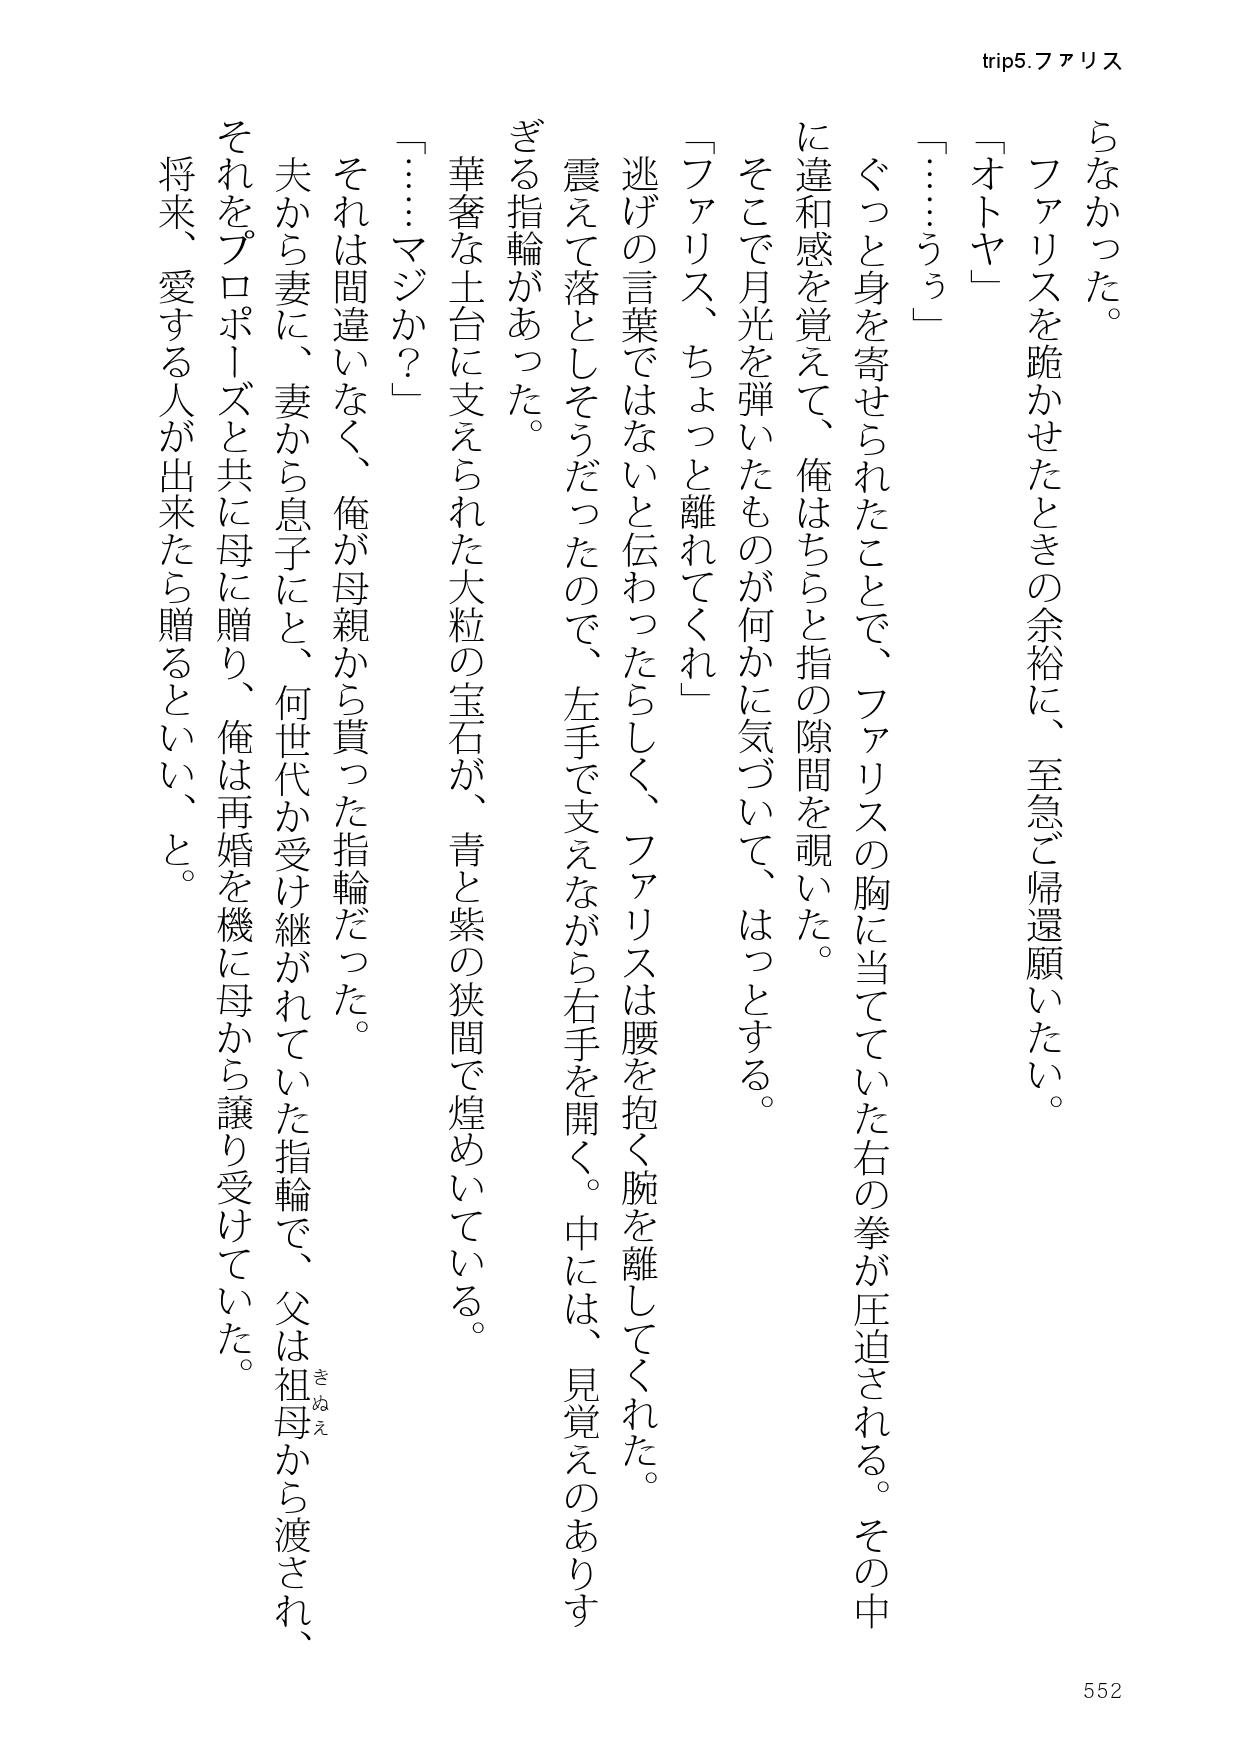 trip5.ファリス
らなかった。
　ファリスを跪かせたときの余裕に、至急ご帰還願いたい。
「オトヤ」
「……うぅ」
　ぐっと身を寄せられたことで、ファリスの胸に当てていた右の拳が圧迫される。その中
に違和感を覚えて、俺はちらと指の隙間を覗いた。
　そこで月光を弾いたものが何かに気づいて、はっとする。
「ファリス、ちょっと離れてくれ」
　逃げの言葉ではないと伝わったらしく、ファリスは腰を抱く腕を離してくれた。
　震えて落としそうだったので、左手で支えながら右手を開く。中には、見覚えのありす
ぎる指輪があった。
　華奢な土台に支えられた大粒の宝石が、青と紫の狭間で煌めいている。
「……マジか？」
　それは間違いなく、俺が母親から貰った指輪だった。
　夫から妻に、妻から息子にと、何世代か受け継がれていた指輪で、父は祖母から渡され、
きぬえ
それをプロポーズと共に母に贈り、俺は再婚を機に母から譲り受けていた。
　将来、愛する人が出来たら贈るといい、と。
552